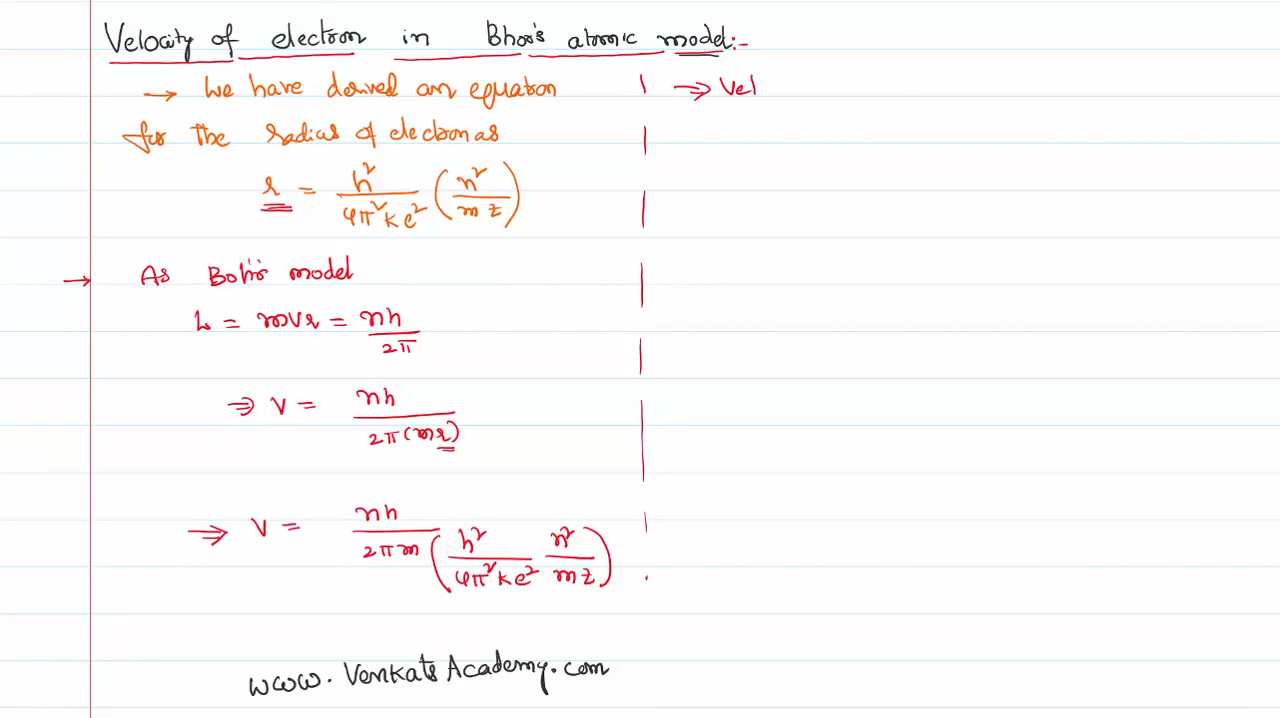 Velocity of electron in Bhor's atomic model:-
→ We have derived an equation
for the radius of electron as
r = h²/4π²ke² (n²/mz)
→ As Bohr's model
L = mvr = nh/2π
⇒ V = nh/2π(mr)
⇒ V = nh/2πm (h²/4π²ke² n²/mz)
⇒ Vel
www.VenkatsAcademy.com